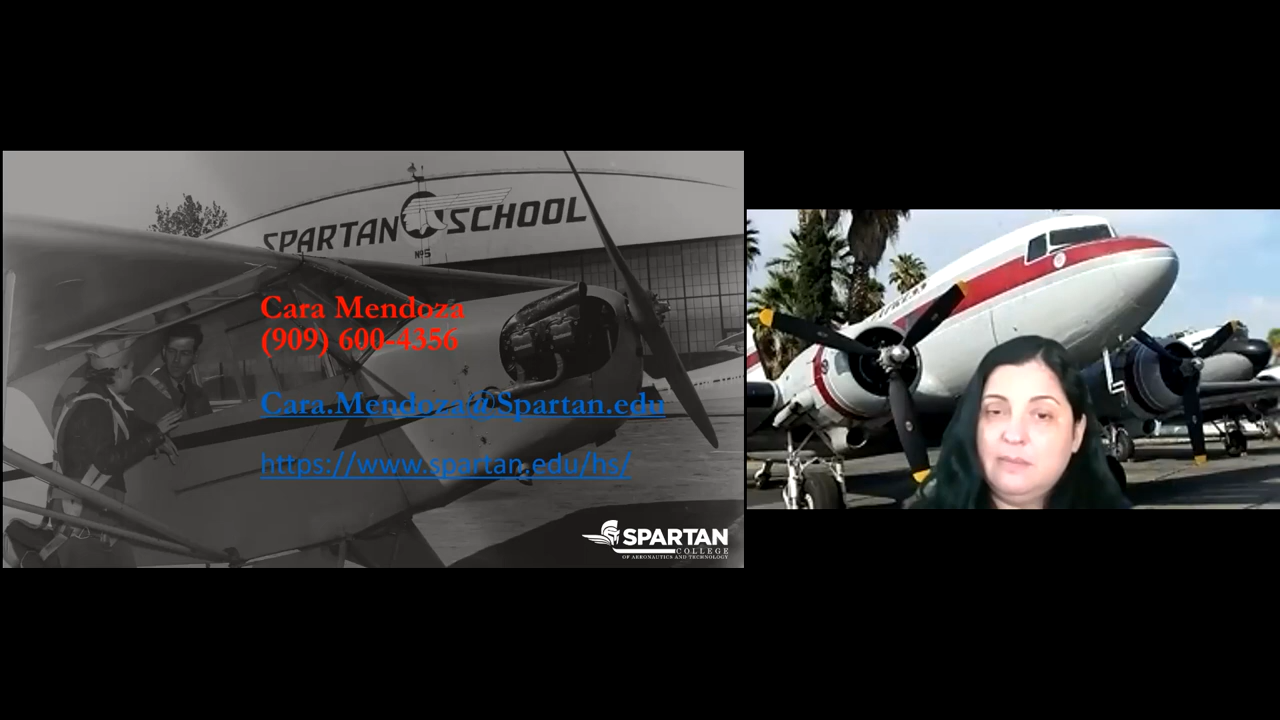 SPARTAN SCHOOL
Nº5
Cara Mendoza
(909) 600-4356
Cara.Mendoza@Spartan.edu
https://www.spartan.edu/hs/
SPARTAN
COLLEGE
OF AERONAUTICS AND TECHNOLOGY